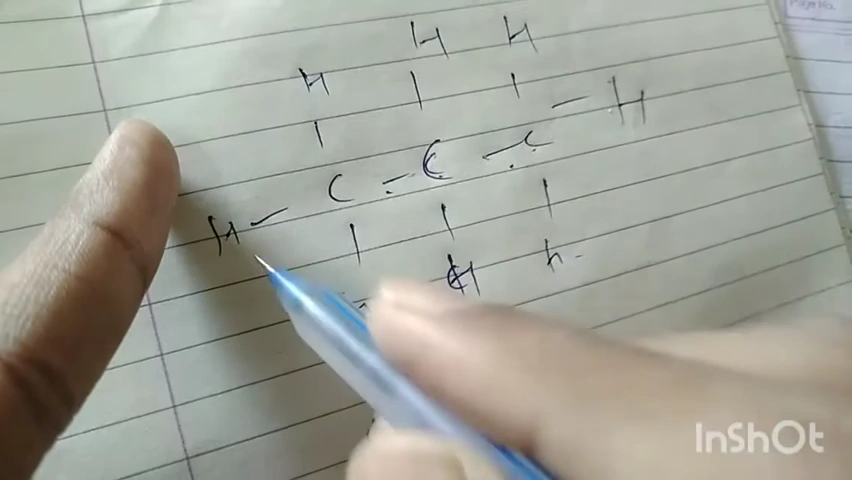 H H H
| | |
H - C - C - C - H
| | |
H h.
InShOt